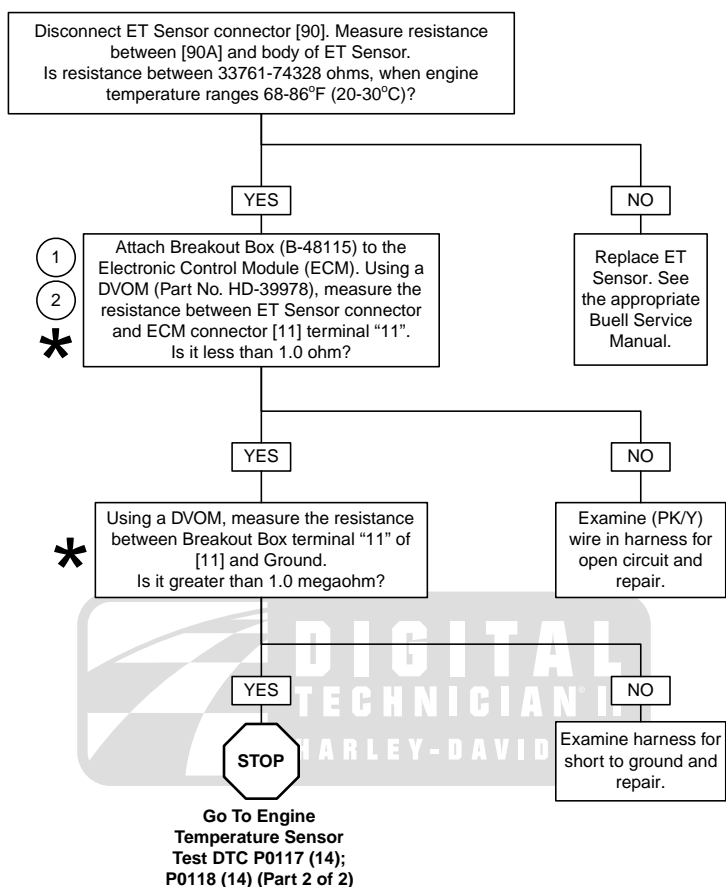 Disconnect ET Sensor connector [90]. Measure resistance
between [90A] and body of ET Sensor.
Is resistance between 33761-74328 ohms, when engine
temperature ranges 68-86°F (20-30°C)?
YES
NO
1
2
*
Attach Breakout Box (B-48115) to the
Electronic Control Module (ECM). Using a
DVOM (Part No. HD-39978), measure the
resistance between ET Sensor connector
and ECM connector [11] terminal “11”.
Is it less than 1.0 ohm?
Replace ET
Sensor. See
the appropriate
Buell Service
Manual.
YES
NO
*
Using a DVOM, measure the resistance
between Breakout Box terminal “11” of
[11] and Ground.
Is it greater than 1.0 megaohm?
Examine (PK/Y)
wire in harness for
open circuit and
repair.
DIGITAL
TECHNICIAN II
HARLEY-DAVID
YES
NO
STOP
Examine harness for
short to ground and
repair.
Go To Engine
Temperature Sensor
Test DTC P0117 (14);
P0118 (14) (Part 2 of 2)